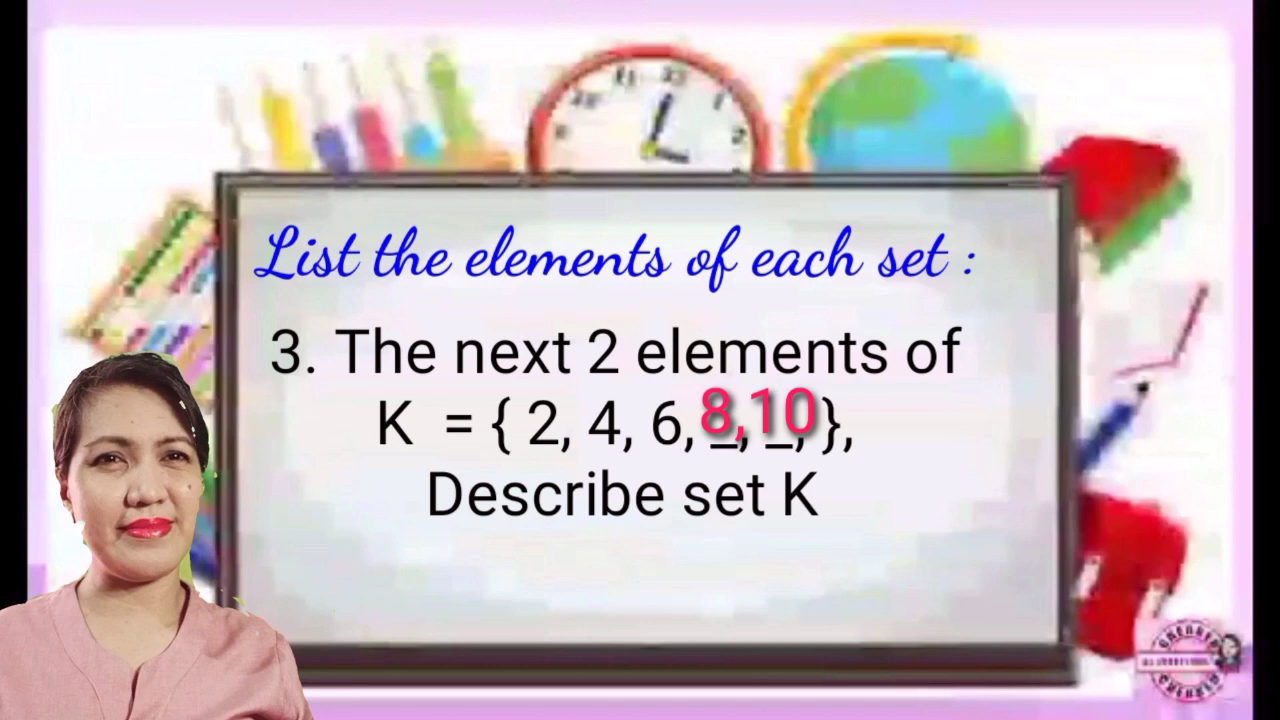 List the elements of each set :
3. The next 2 elements of
K = { 2, 4, 6, 8,10 _, _, },
Describe set K